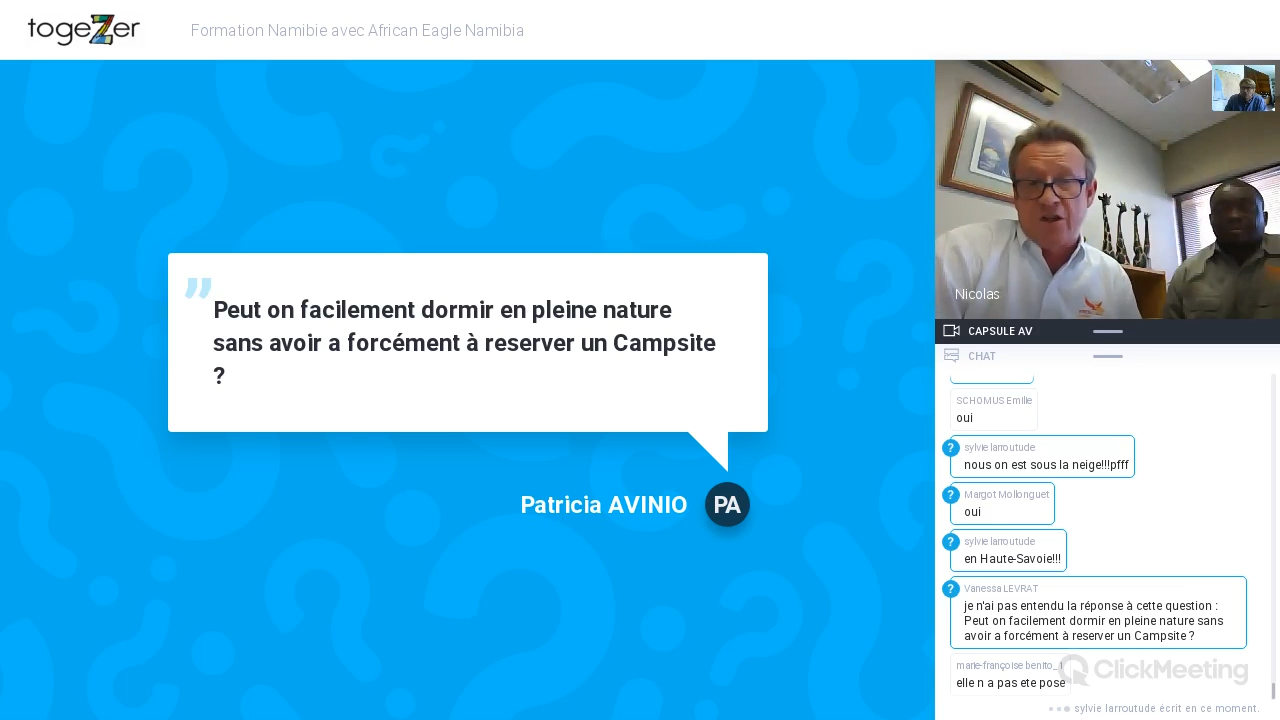 togeZer
Formation Namibie avec African Eagle Namibia
Peut on facilement dormir en pleine nature
sans avoir a forcément à reserver un Campsite
?
Patricia AVINIO
PA
Nicolas
CAPSULE AV
CHAT
SCHOMUS Emilie
oui
? sylvie larroutude
nous on est sous la neige!!!pfff
? Margot Mollonguet
oui
? sylvie larroutude
en Haute-Savoie!!!
? Vanessa LEVRAT
je n'ai pas entendu la réponse à cette question :
Peut on facilement dormir en pleine nature sans
avoir a forcément à reserver un Campsite ?
marie-françoise benito_1
elle n a pas ete pose
ClickMeeting
sylvie larroutude écrit en ce moment.